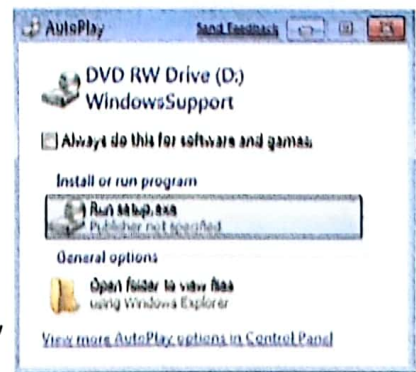 AutoPlay
Send Feedback
DVD RW Drive (D:)
WindowsSupport
Always do this for software and games:
Install or run program
Run setup.exe
Publisher not specified
General options
Open folder to view files
using Windows Explorer
View more AutoPlay options in Control Panel